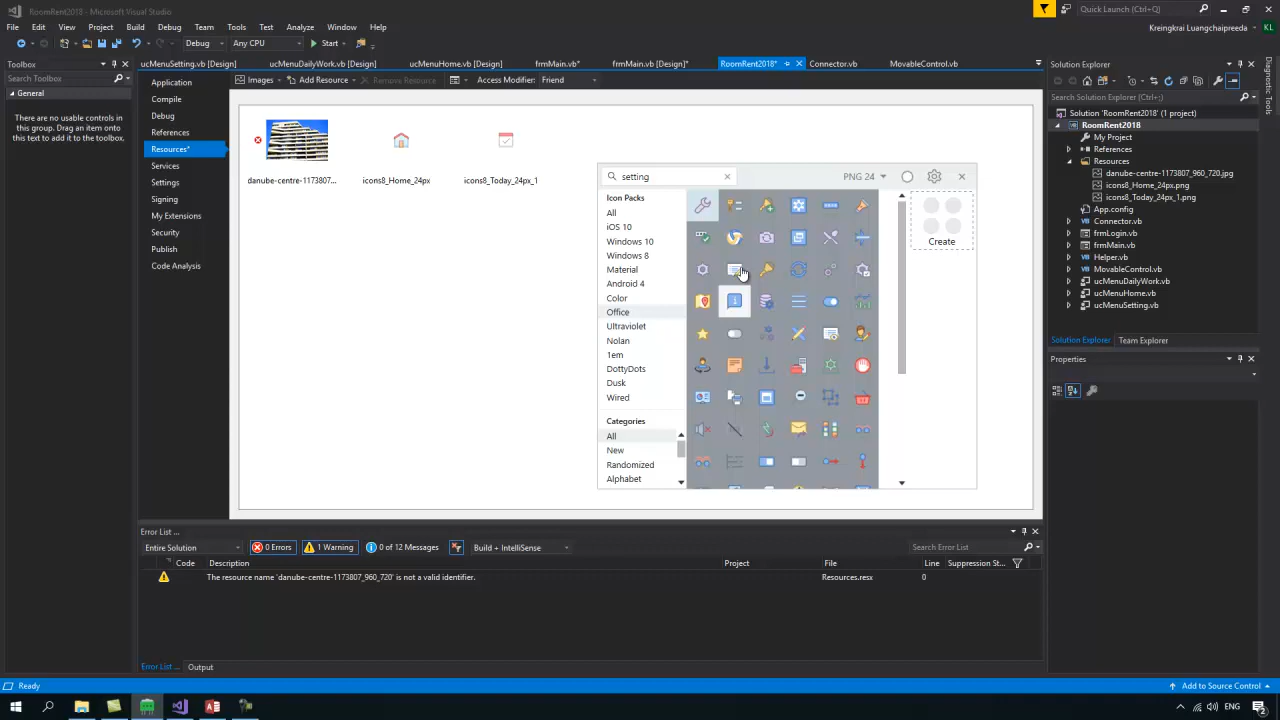 RoomRent2018 - Microsoft Visual Studio
Quick Launch (Ctrl+Q)
File Edit View Project Build Debug Team Tools Test Analyze Window Help
Kreingkrai Luangchaipreeda KL
Debug Any CPU Start
Toolbox
ucMenuSetting.vb [Design] ucMenuDailyWork.vb [Design] ucMenuHome.vb [Design] frmMain.vb* frmMain.vb [Design]* RoomRent2018* Connector.vb MovableControl.vb
Solution Explorer
Search Toolbox
General
There are no usable controls in
this group. Drag an item onto
this text to add it to the toolbox.
Application
Compile
Debug
References
Resources*
Services
Settings
Signing
My Extensions
Security
Publish
Code Analysis
Images Add Resource Remove Resource Access Modifier: Friend
danube-centre-1173807...
icons8_Home_24px
icons8_Today_24px_1
setting
PNG 24
Icon Packs
All
iOS 10
Windows 10
Windows 8
Material
Android 4
Color
Office
Ultraviolet
Nolan
1em
DottyDots
Dusk
Wired
Categories
All
New
Randomized
Alphabet
Create
Search Solution Explorer (Ctrl+;)
Solution 'RoomRent2018' (1 project)
RoomRent2018
My Project
References
Resources
danube-centre-1173807_960_720.jpg
icons8_Home_24px.png
icons8_Today_24px_1.png
App.config
Connector.vb
frmLogin.vb
frmMain.vb
Helper.vb
MovableControl.vb
ucMenuDailyWork.vb
ucMenuHome.vb
ucMenuSetting.vb
Solution Explorer Team Explorer
Properties
Diagnostic Tools
Error List ...
Entire Solution 0 Errors 1 Warning 0 of 12 Messages Build + IntelliSense Search Error List
Code Description Project File Line Suppression St...
The resource name 'danube-centre-1173807_960_720' is not a valid identifier. Resources.resx 0
Error List ... Output
Ready
Add to Source Control
ENG